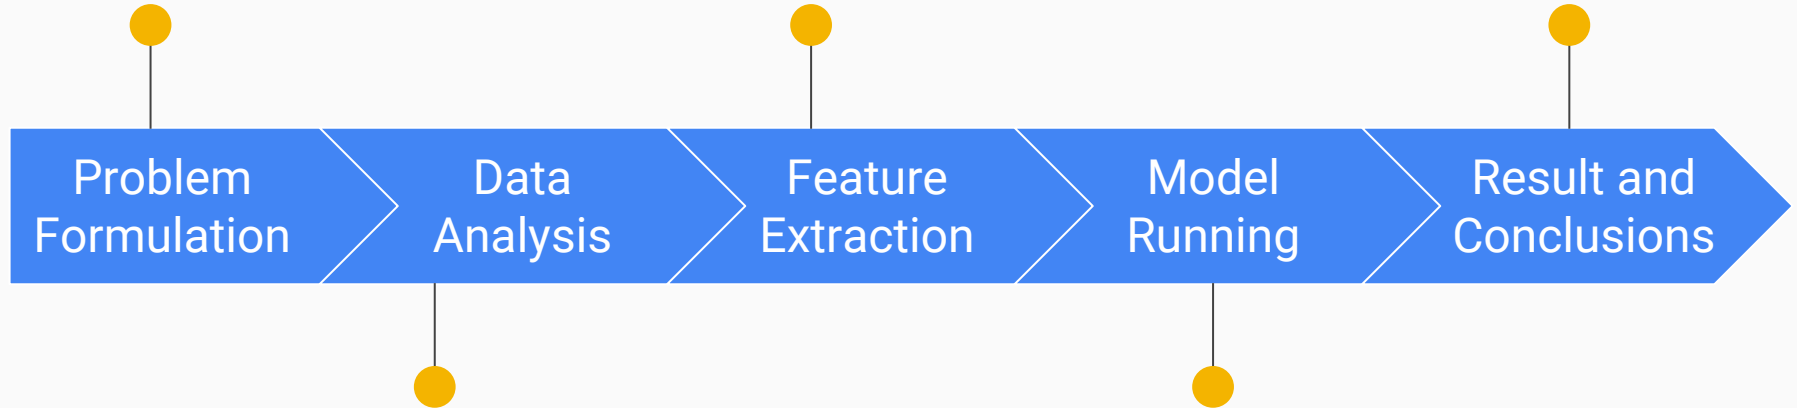 Problem
Formulation
Data
Analysis
Feature
Extraction
Model
Running
Result and
Conclusions